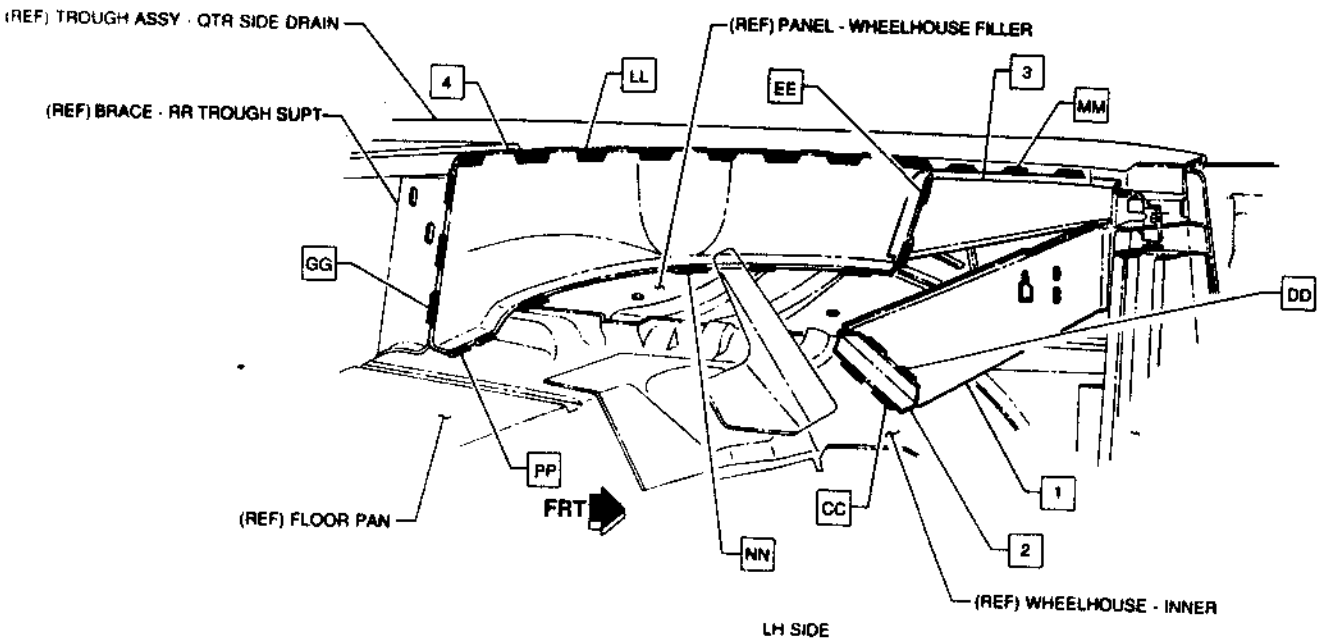 (REF) TROUGH ASSY - QTR SIDE DRAIN
(REF) PANEL - WHEELHOUSE FILLER
4
LL
3
EE
MM
(REF) BRACE - RR TROUGH SUPT
GG
DD
PP
1
FRT
CC
(REF) FLOOR PAN
NN
2
(REF) WHEELHOUSE - INNER
LH SIDE